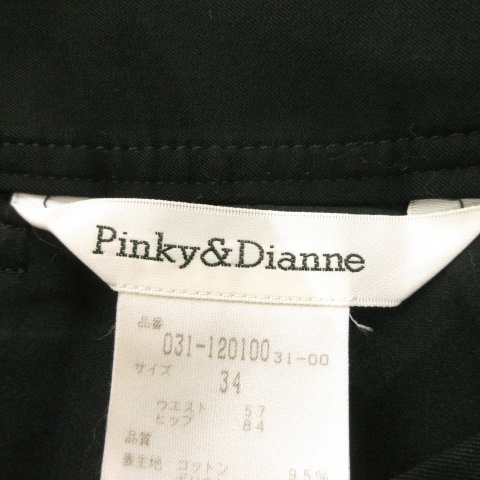 Pinky&Dianne
品番
031-120100 31-00
サイズ
34
ウエスト 57
ヒップ 84
品質
表生地 コットン 95%